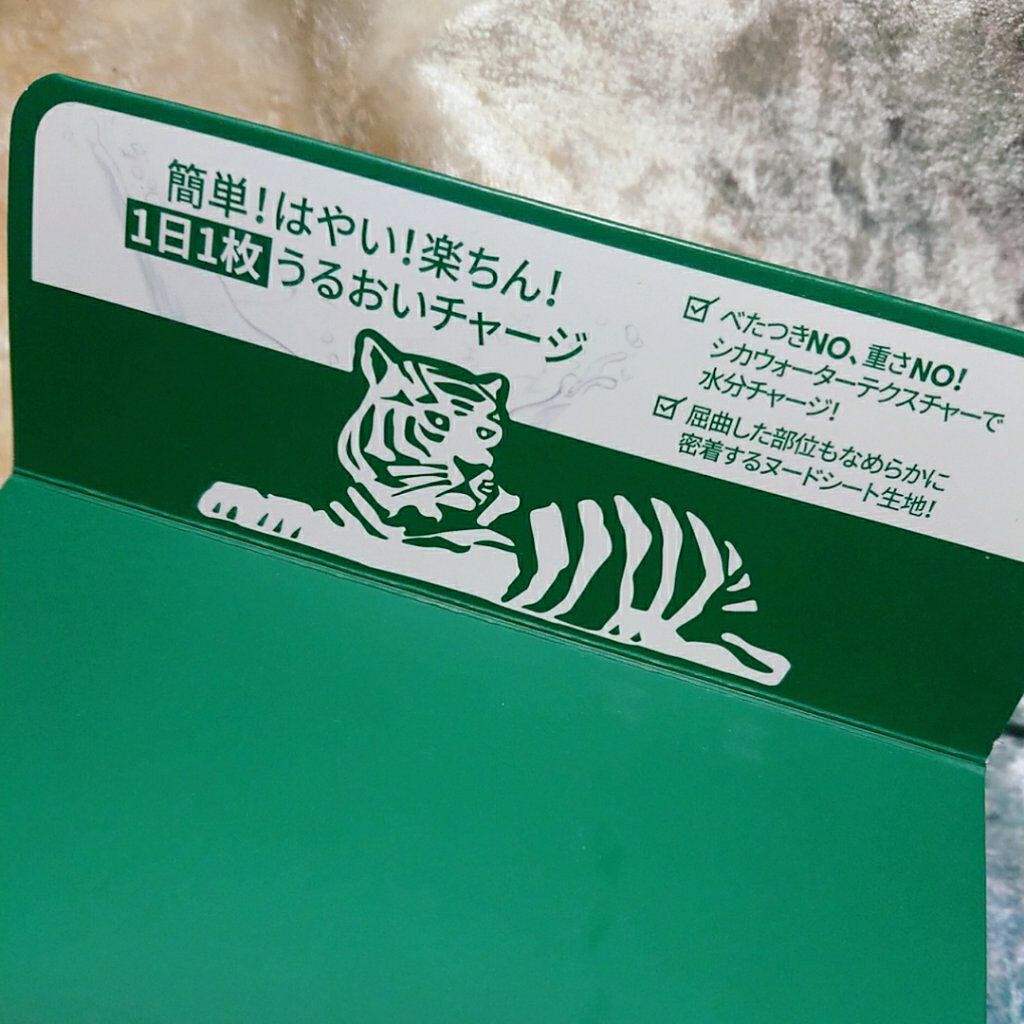 簡単！はやい！楽ちん！
1日1枚 うるおいチャージ
☑ べたつきNO、重さNO！
シカウォーターテクスチャーで
水分チャージ！
☑ 屈曲した部位もなめらかに
密着するヌードシート生地！